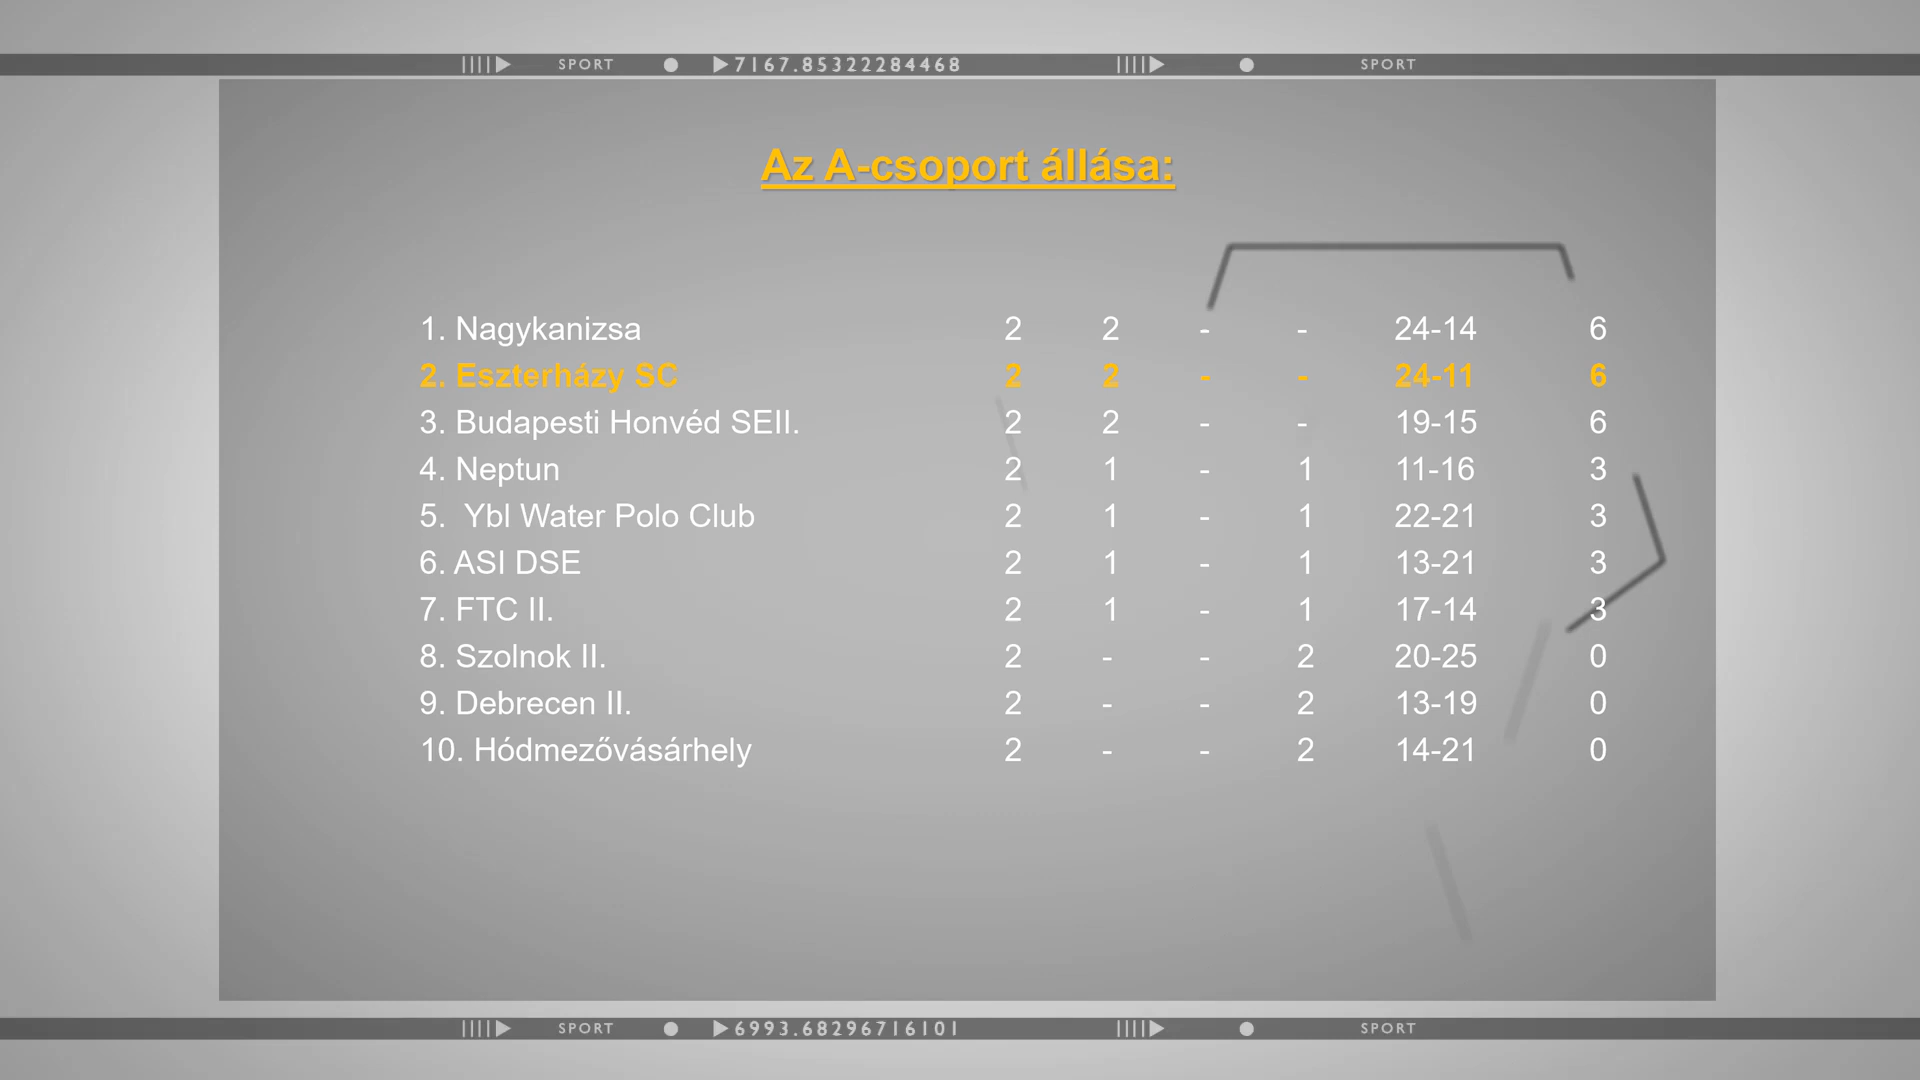 SPORT 7167.85322284468 SPORT
Az A-csoport állása:
1. Nagykanizsa 2 2 - - 24-14 6
2. Eszterházy SC 2 2 - - 24-11 6
3. Budapesti Honvéd SEII. 2 2 - - 19-15 6
4. Neptun 2 1 - 1 11-16 3
5. Ybl Water Polo Club 2 1 - 1 22-21 3
6. ASI DSE 2 1 - 1 13-21 3
7. FTC II. 2 1 - 1 17-14 3
8. Szolnok II. 2 - - 2 20-25 0
9. Debrecen II. 2 - - 2 13-19 0
10. Hódmezővásárhely 2 - - 2 14-21 0
SPORT 6993.68296716101 SPORT